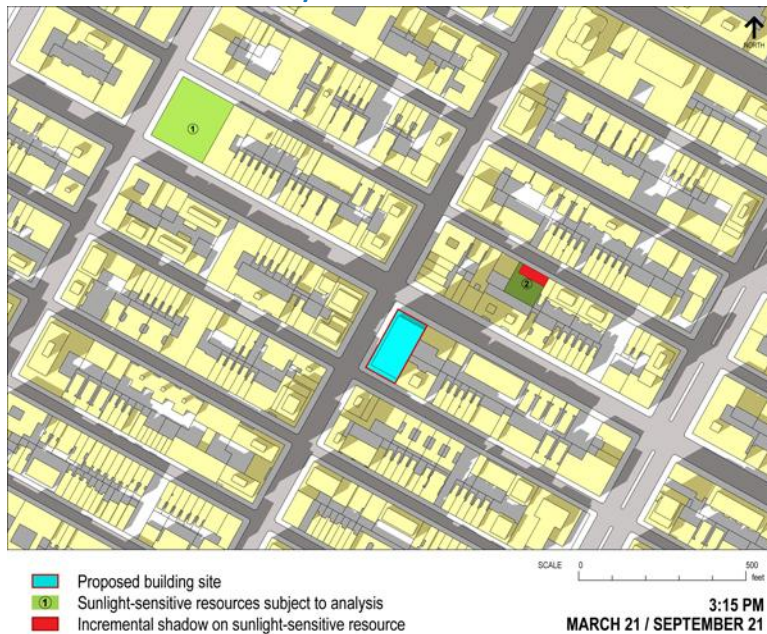 NORTH
①
②
Proposed building site
① Sunlight-sensitive resources subject to analysis
Incremental shadow on sunlight-sensitive resource
SCALE 0 500
feet
3:15 PM
MARCH 21 / SEPTEMBER 21